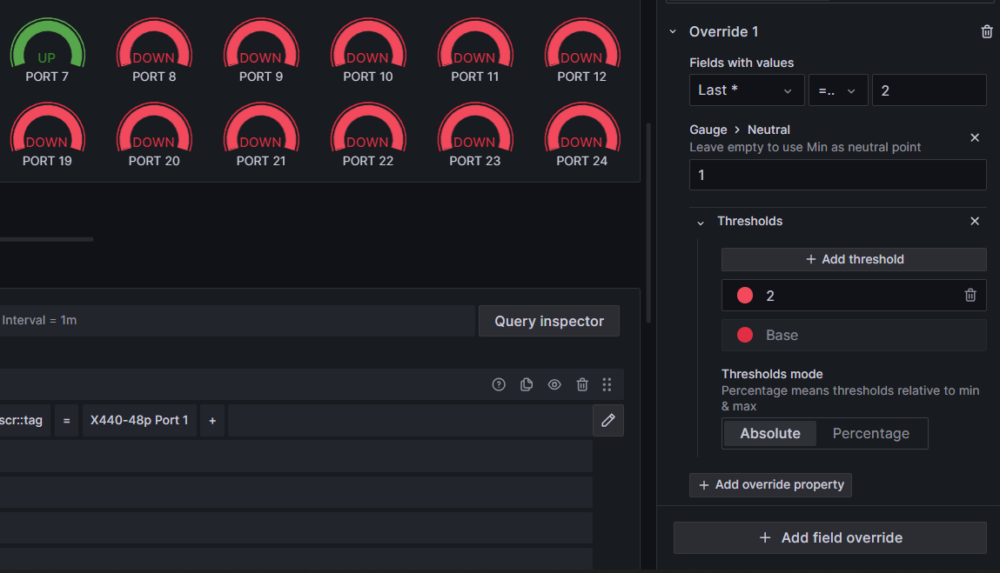 UP DOWN DOWN DOWN DOWN DOWN
PORT 7 PORT 8 PORT 9 PORT 10 PORT 11 PORT 12
DOWN DOWN DOWN DOWN DOWN DOWN
PORT 19 PORT 20 PORT 21 PORT 22 PORT 23 PORT 24
Interval = 1m
Query inspector
scr::tag = X440-48p Port 1 +
Override 1
Fields with values
Last * =.. 2
Gauge > Neutral
Leave empty to use Min as neutral point
1
Thresholds
+ Add threshold
2
Base
Thresholds mode
Percentage means thresholds relative to min
& max
Absolute Percentage
+ Add override property
+ Add field override